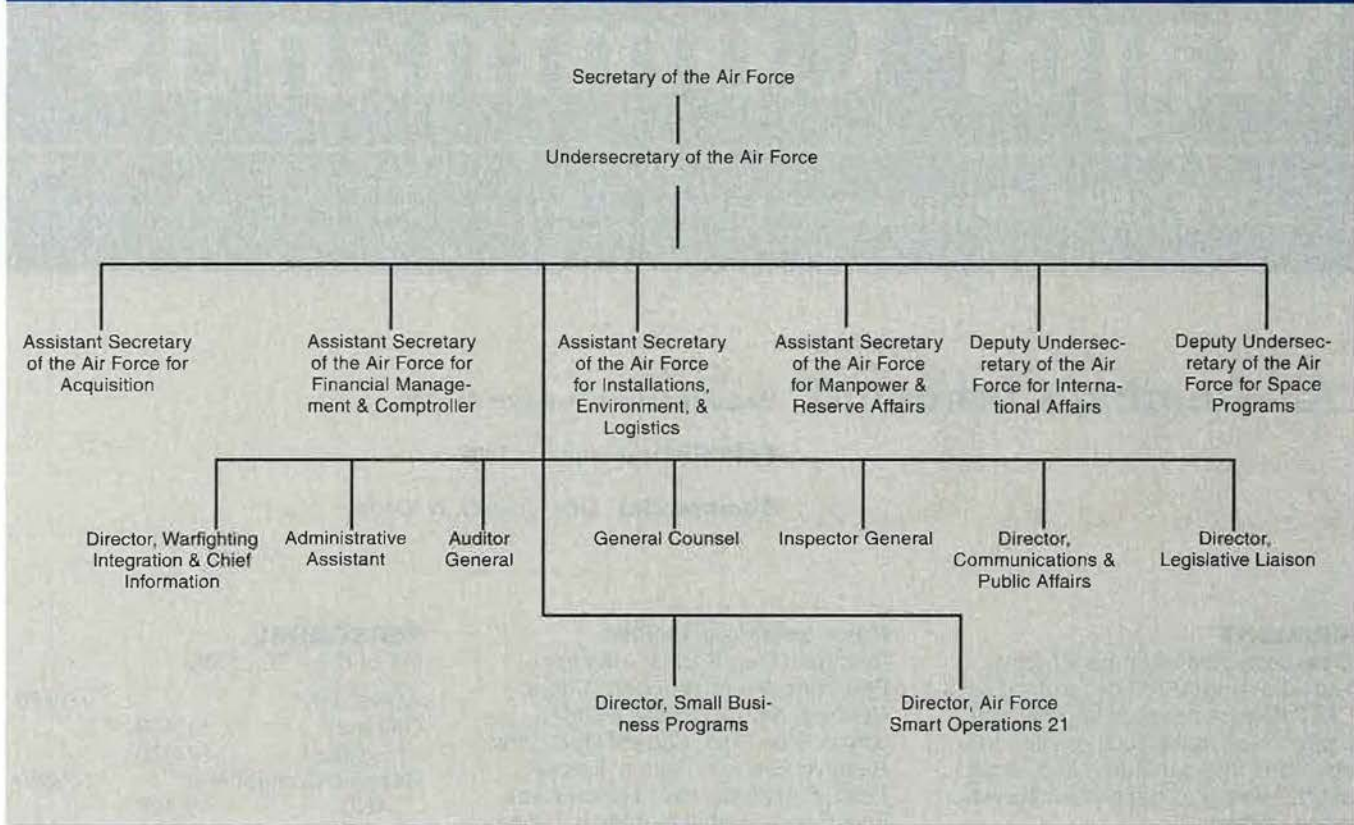 Secretary of the Air Force
Undersecretary of the Air Force
Assistant Secretary
of the Air Force for
Acquisition
Assistant Secretary
of the Air Force for
Financial Manage-
ment & Comptroller
Assistant Secretary
of the Air Force
for Installations,
Environment, &
Logistics
Assistant Secretary
of the Air Force
for Manpower &
Reserve Affairs
Deputy Undersec-
retary of the Air
Force for Interna-
tional Affairs
Deputy Undersec-
retary of the Air
Force for Space
Programs
Director, Warfighting
Integration & Chief
Information
Administrative
Assistant
Auditor
General
General Counsel
Inspector General
Director,
Communications &
Public Affairs
Director,
Legislative Liaison
Director, Small Busi-
ness Programs
Director, Air Force
Smart Operations 21